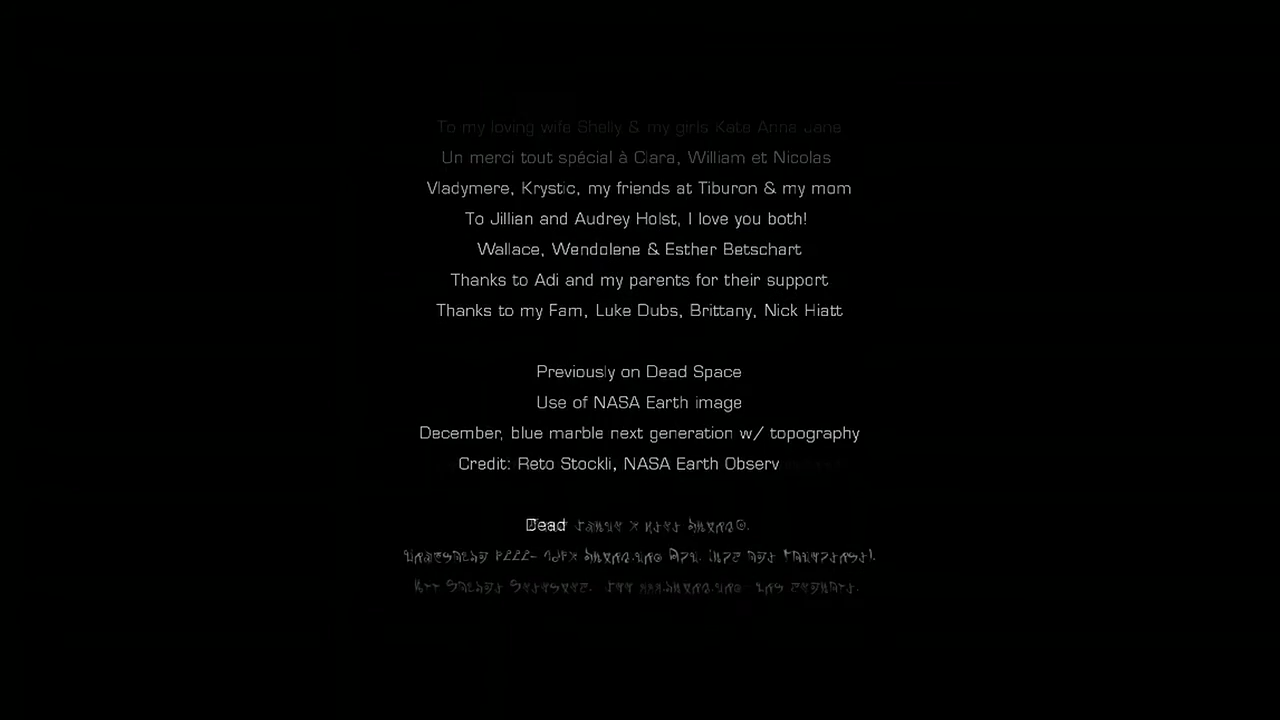 To my loving wife Shelly & my girls Kate Anna Jane
Un merci tout spécial à Clara, William et Nicolas
Vladymere, Krystic, my friends at Tiburon & my mom
To Jillian and Audrey Holst, I love you both!
Wallace, Wendolene & Esther Betschart
Thanks to Adi and my parents for their support
Thanks to my Fam, Luke Dubs, Brittany, Nick Hiatt
Previously on Dead Space
Use of NASA Earth image
December, blue marble next generation w/ topography
Credit: Reto Stockli, NASA Earth Observ
Dead